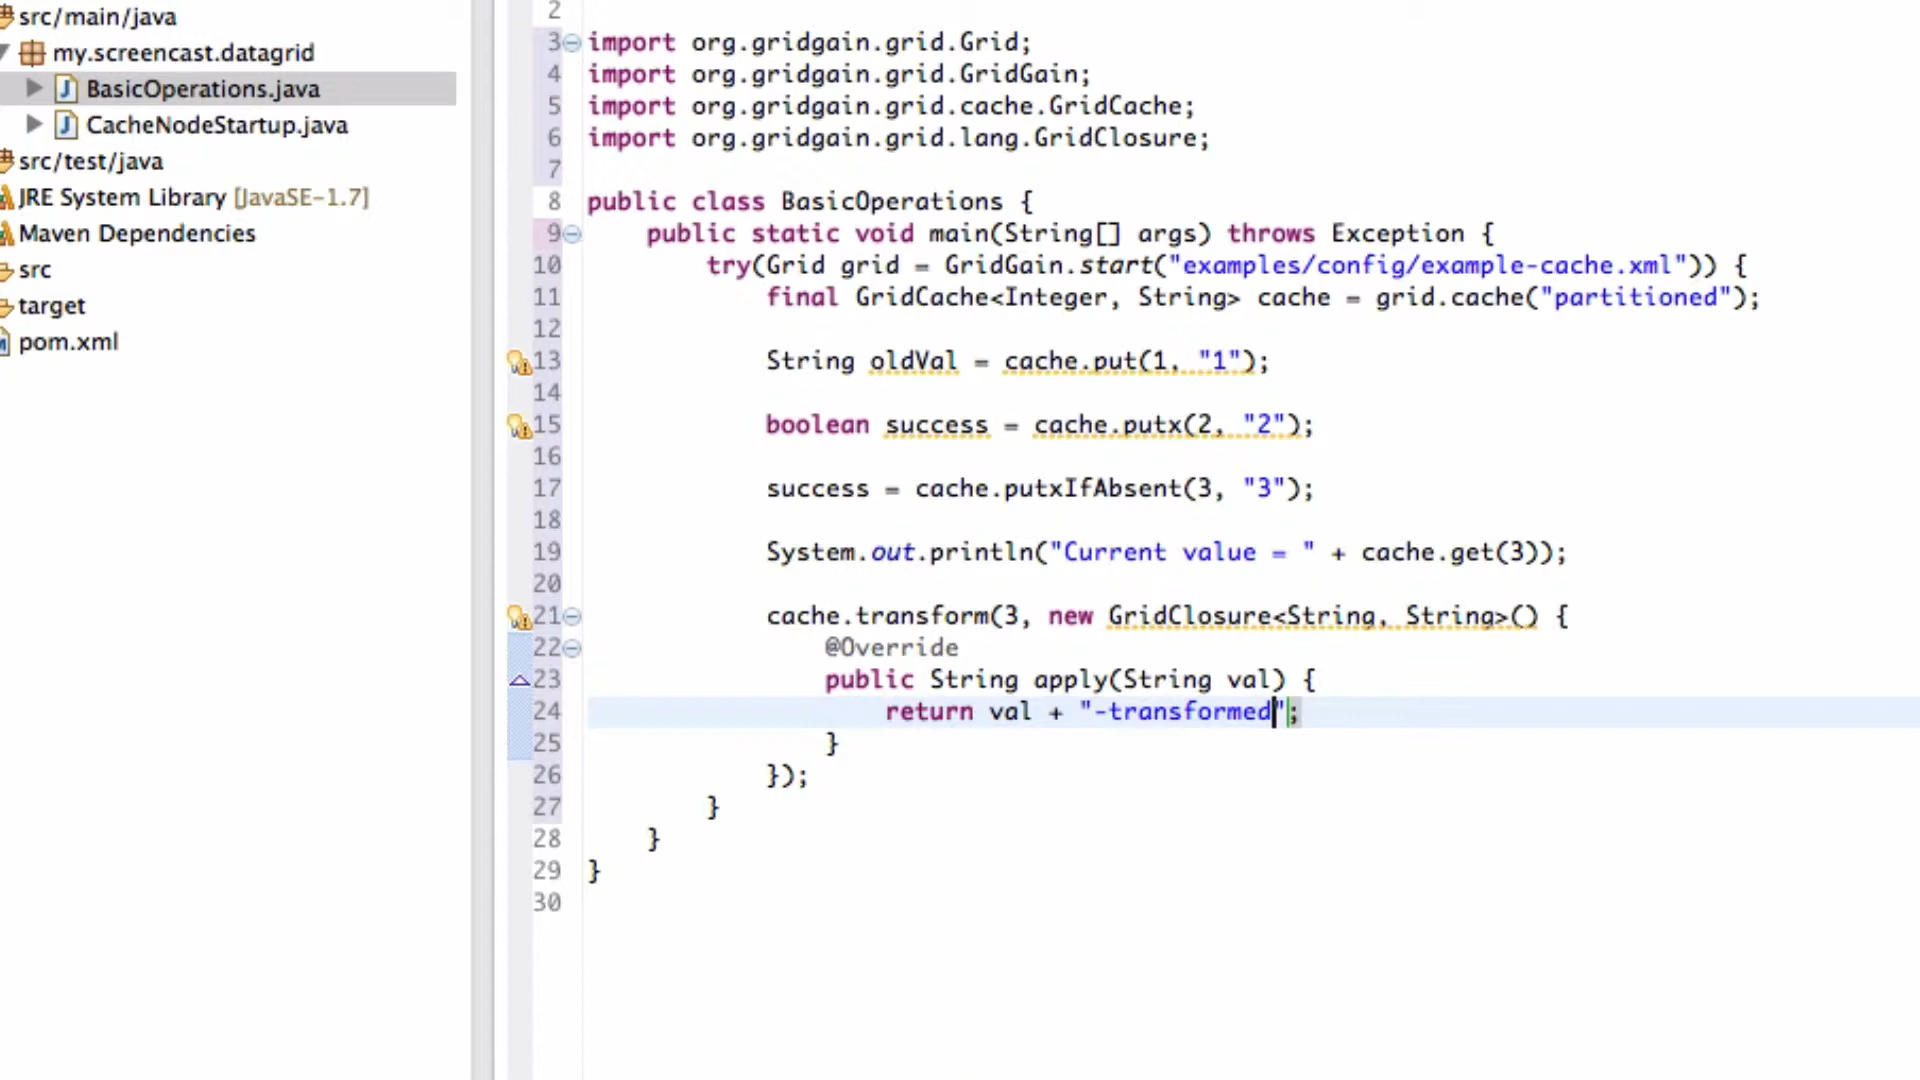 src/main/java
my.screencast.datagrid
BasicOperations.java
CacheNodeStartup.java
src/test/java
JRE System Library [JavaSE-1.7]
Maven Dependencies
src
target
pom.xml
2
3 import org.gridgain.grid.Grid;
4 import org.gridgain.grid.GridGain;
5 import org.gridgain.grid.cache.GridCache;
6 import org.gridgain.grid.lang.GridClosure;
7
8 public class BasicOperations {
9 public static void main(String[] args) throws Exception {
10 try(Grid grid = GridGain.start("examples/config/example-cache.xml")) {
11 final GridCache<Integer, String> cache = grid.cache("partitioned");
12
13 String oldVal = cache.put(1, "1");
14
15 boolean success = cache.putx(2, "2");
16
17 success = cache.putxIfAbsent(3, "3");
18
19 System.out.println("Current value = " + cache.get(3));
20
21 cache.transform(3, new GridClosure<String, String>() {
22 @Override
23 public String apply(String val) {
24 return val + "-transformed";
25 }
26 });
27 }
28 }
29 }
30